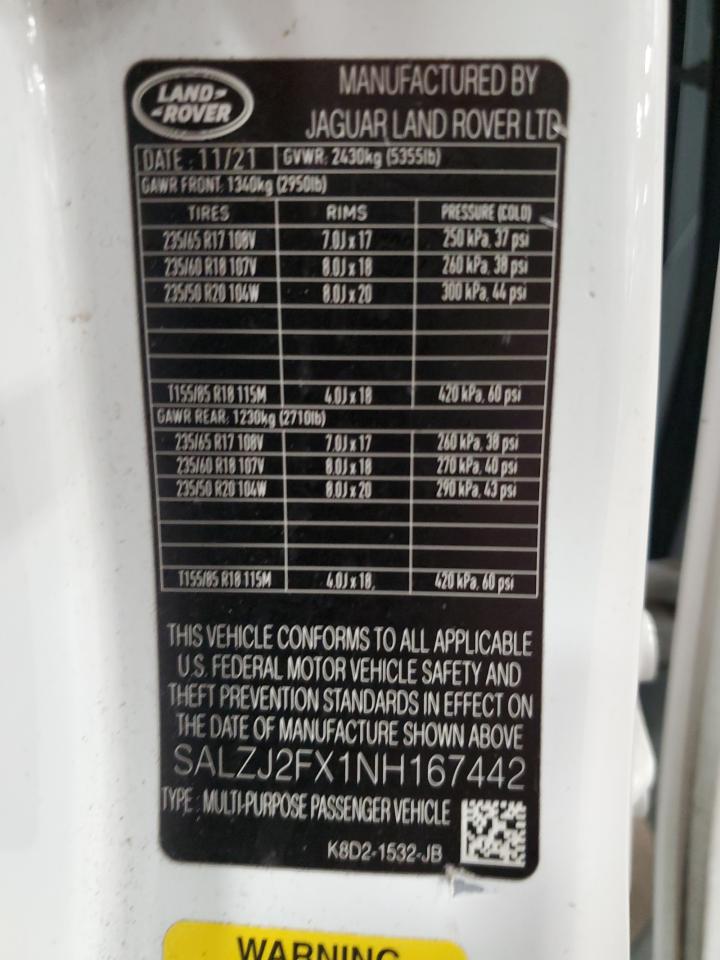 LAND-
-ROVER
MANUFACTURED BY
JAGUAR LAND ROVER LTD
DATE : 11/21 GVWR: 2430kg (5355lb)
GAWR FRONT: 1340kg (2950lb)
TIRES RIMS PRESSURE (COLD)
235/65 R17 108V 7.0J x 17 250 kPa, 37 psi
235/60 R18 107V 8.0J x 18 260 kPa, 38 psi
235/50 R20 104W 8.0J x 20 300 kPa, 44 psi
T155/85 R18 115M 4.0J x 18 420 kPa, 60 psi
GAWR REAR: 1230kg (2710lb)
235/65 R17 108V 7.0J x 17 260 kPa, 38 psi
235/60 R18 107V 8.0J x 18 270 kPa, 40 psi
235/50 R20 104W 8.0J x 20 290 kPa, 43 psi
T155/85 R18 115M 4.0J x 18 420 kPa, 60 psi
THIS VEHICLE CONFORMS TO ALL APPLICABLE
U.S. FEDERAL MOTOR VEHICLE SAFETY AND
THEFT PREVENTION STANDARDS IN EFFECT ON
THE DATE OF MANUFACTURE SHOWN ABOVE
SALZJ2FX1NH167442
TYPE : MULTI-PURPOSE PASSENGER VEHICLE
K8D2-1532-JB
WARNING